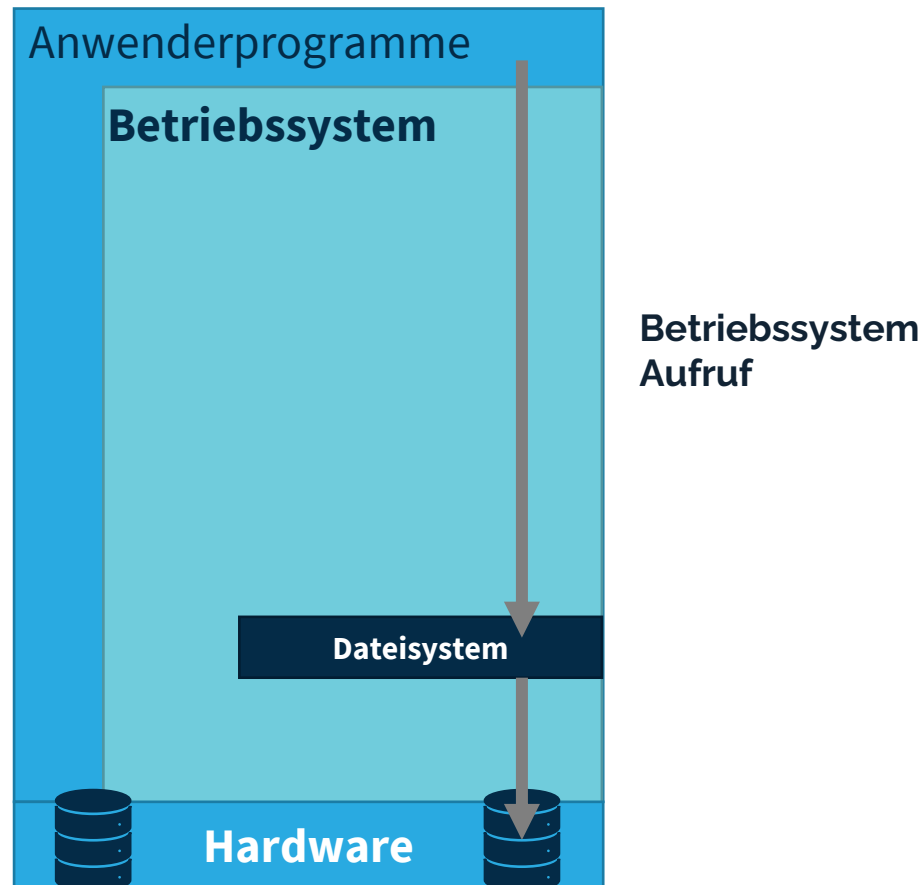 Anwenderprogramme
Betriebssystem
Betriebssystem
Aufruf
Dateisystem
Hardware